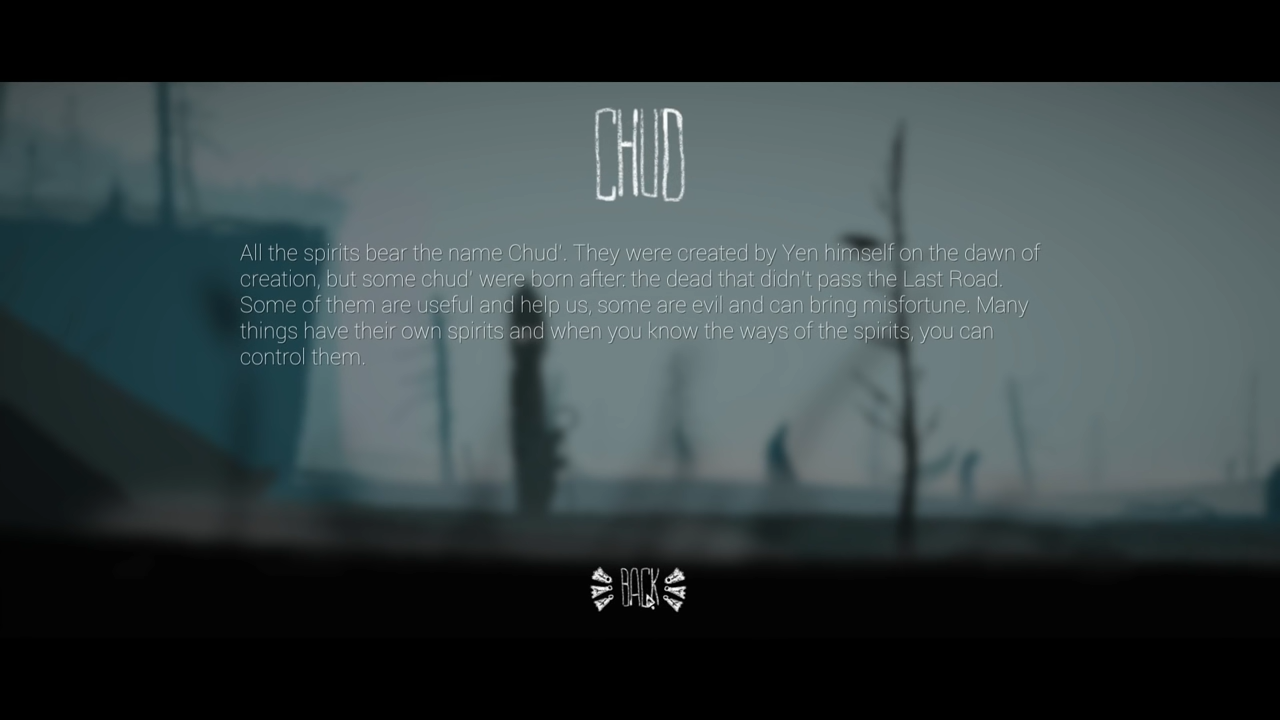 CHUD
All the spirits bear the name Chud'. They were created by Yen himself on the dawn of
creation, but some chud' were born after: the dead that didn't pass the Last Road.
Some of them are useful and help us, some are evil and can bring misfortune. Many
things have their own spirits and when you know the ways of the spirits, you can
control them.
BACK